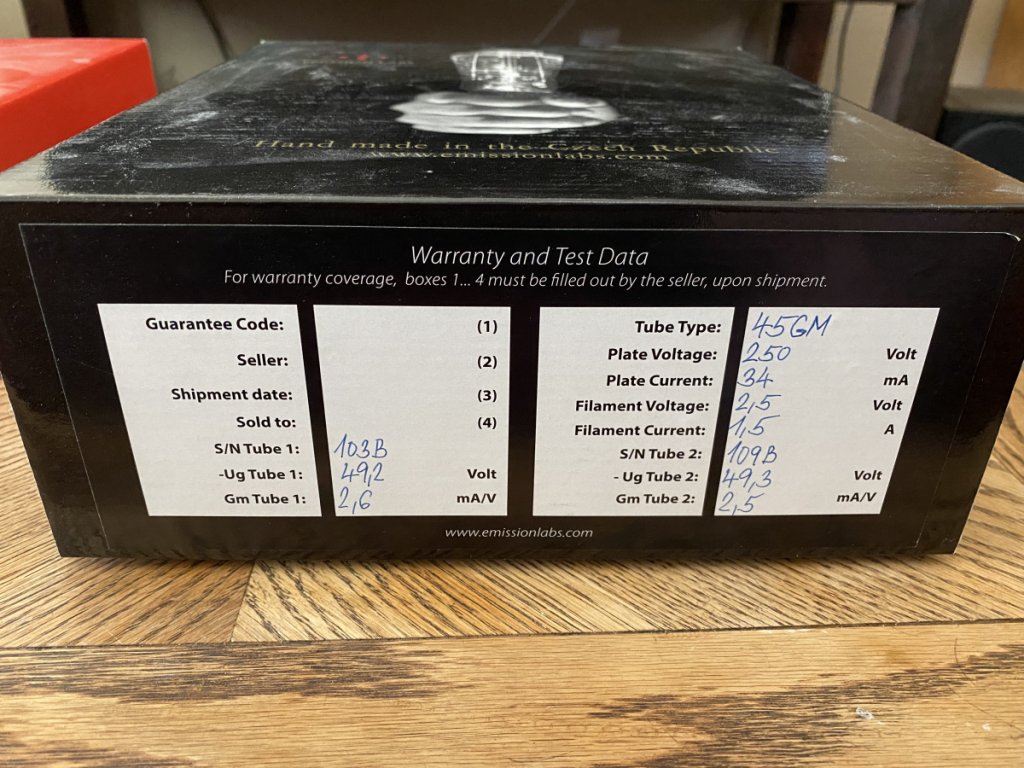 Hand made in the Czech Republic
www.emissionlabs.com
Warranty and Test Data
For warranty coverage, boxes 1... 4 must be filled out by the seller, upon shipment.
Guarantee Code: (1)
Seller: (2)
Shipment date: (3)
Sold to: (4)
S/N Tube 1: 103B
-Ug Tube 1: 49,2 Volt
Gm Tube 1: 2,6 mA/V
Tube Type: 45GM
Plate Voltage: 250 Volt
Plate Current: 34 mA
Filament Voltage: 2,5 Volt
Filament Current: 1,5 A
S/N Tube 2: 109B
- Ug Tube 2: 49,3 Volt
Gm Tube 2: 2,5 mA/V
www.emissionlabs.com